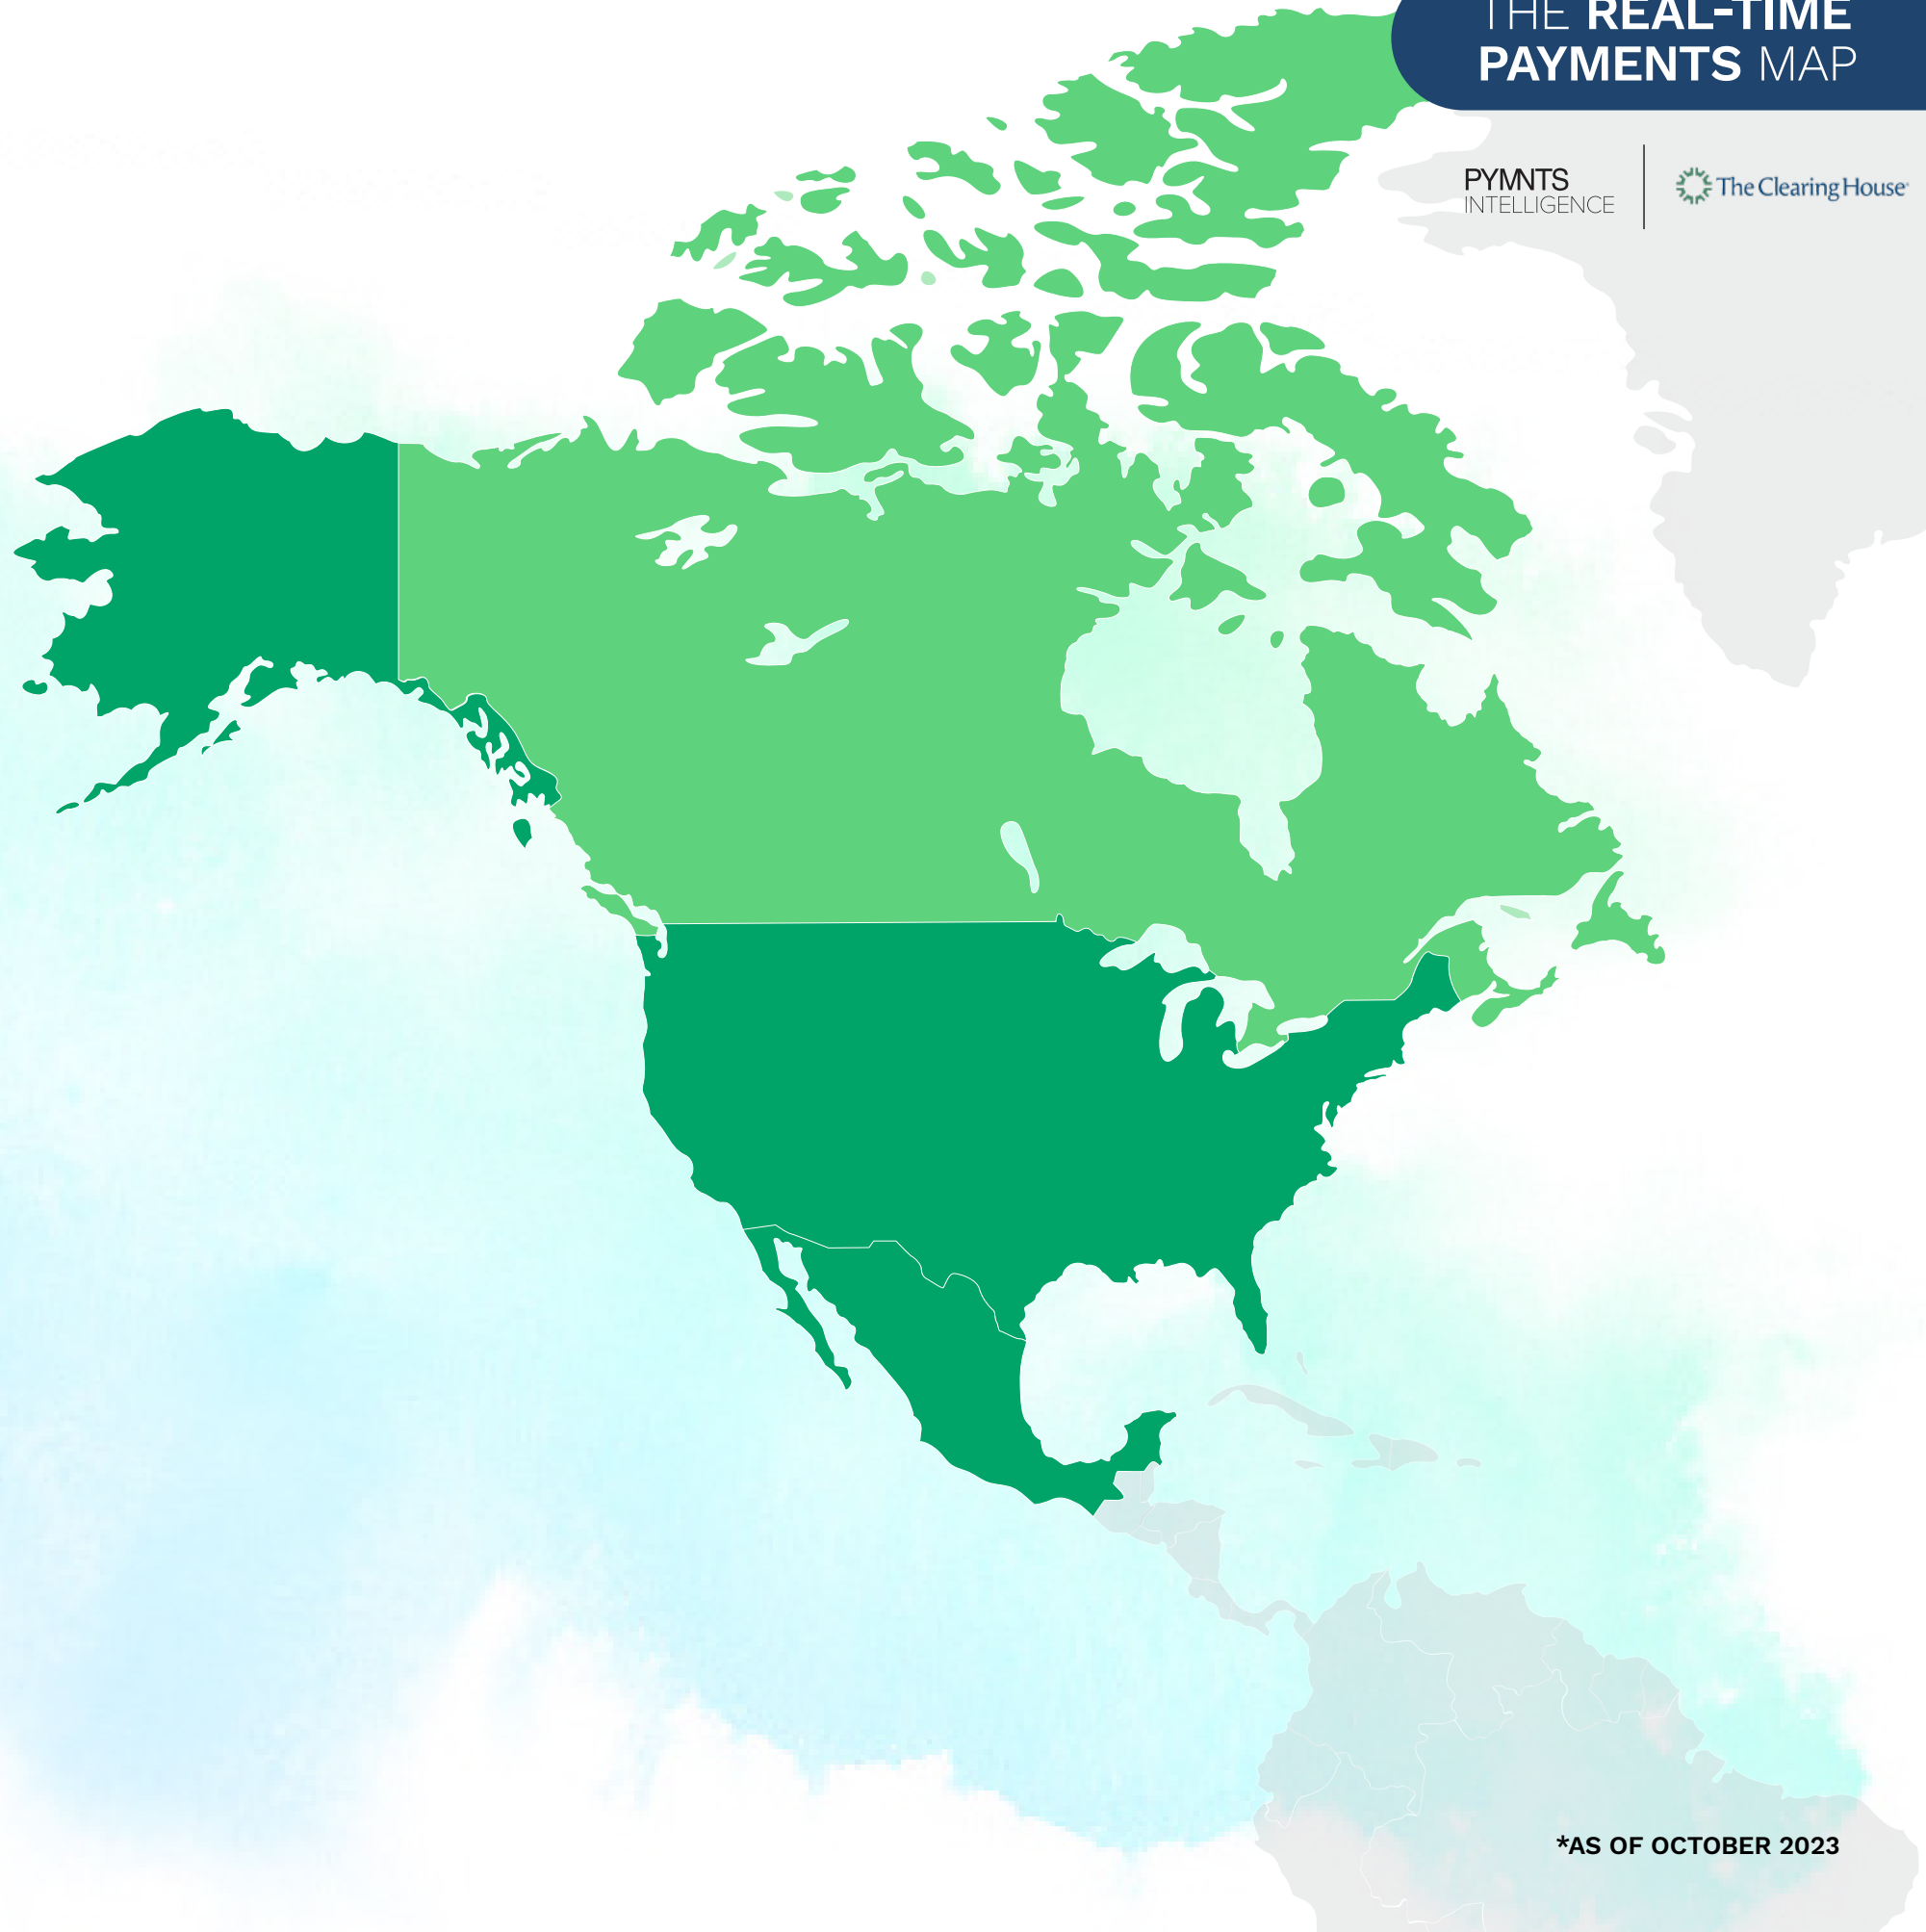 THE REAL-TIME
PAYMENTS MAP
PYMNTS
INTELLIGENCE
The Clearing House
*AS OF OCTOBER 2023